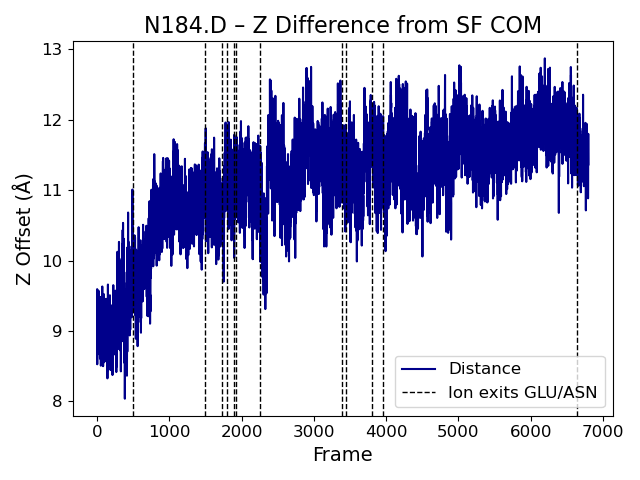 N184.D – Z Difference from SF COM
13
12
11
10
9
8
Z Offset (Å)
0 1000 2000 3000 4000 5000 6000 7000
Frame
Distance
Ion exits GLU/ASN